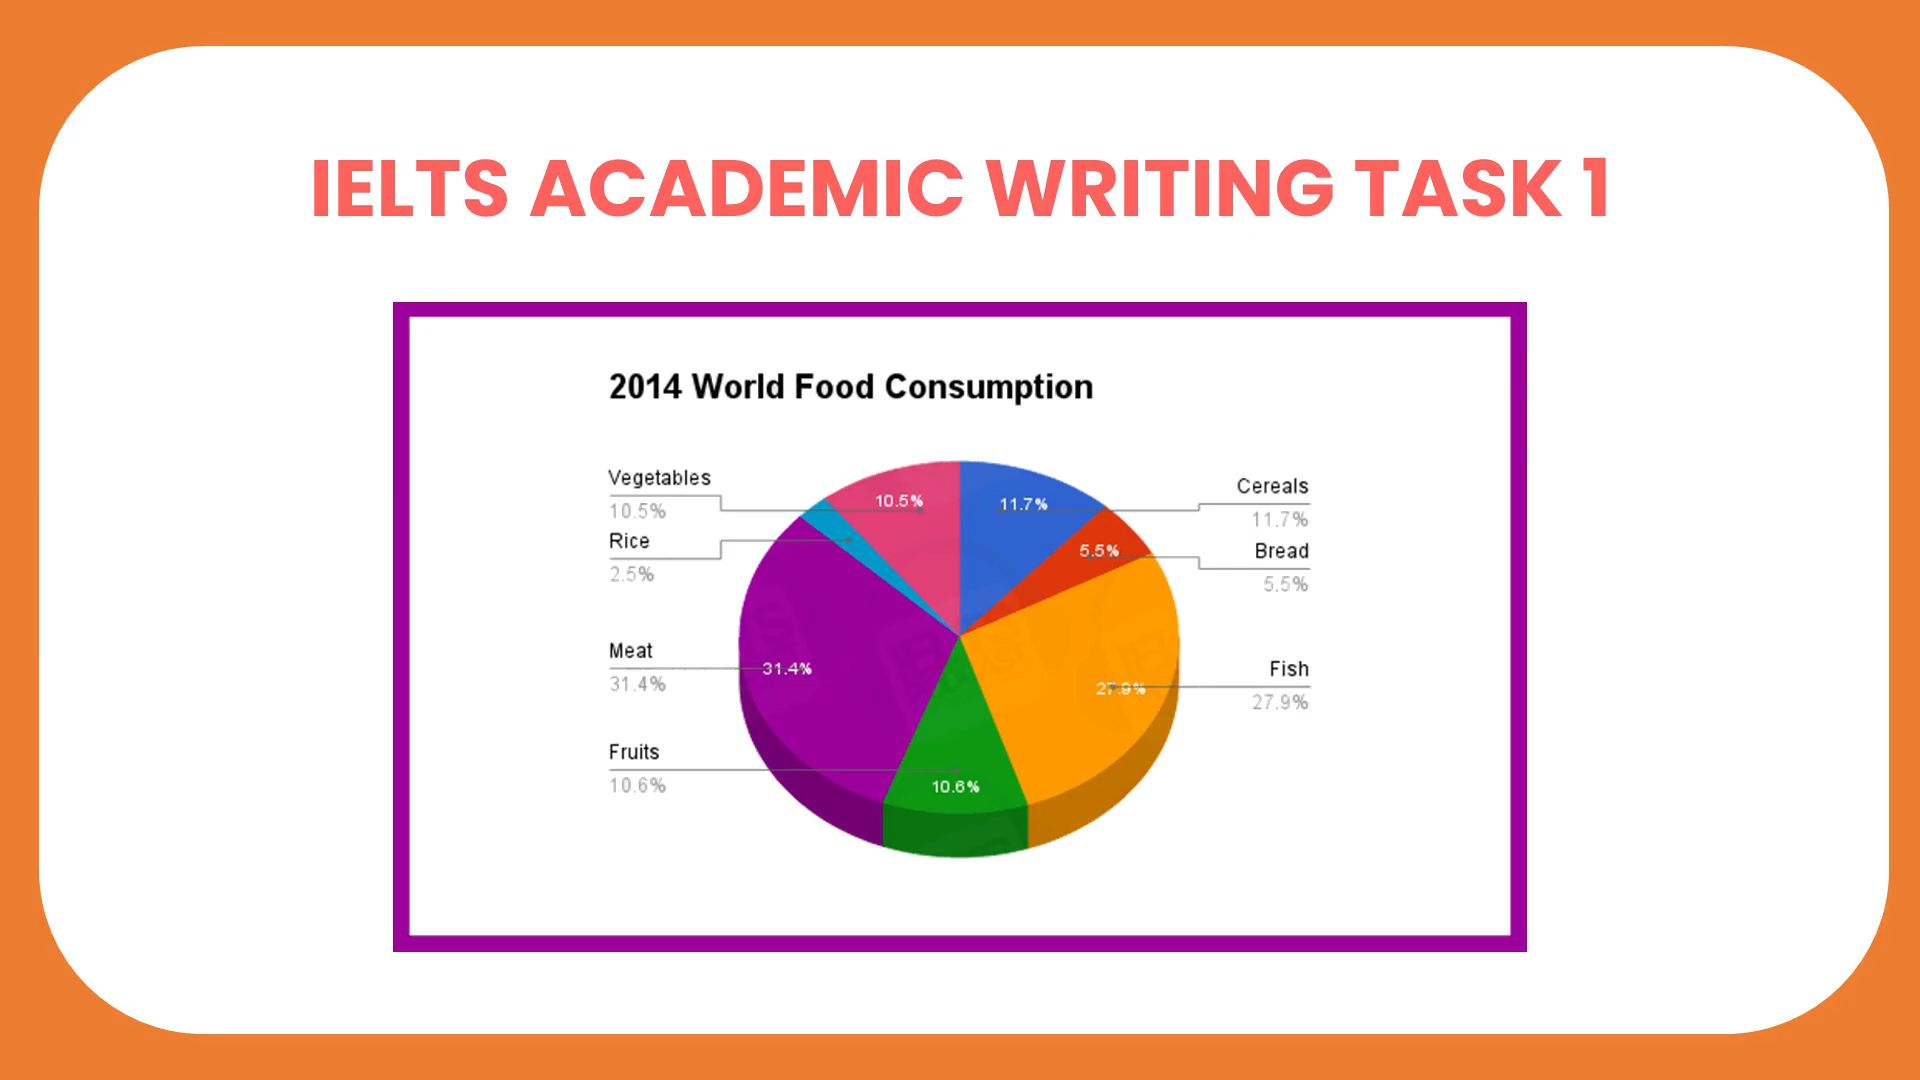 IELTS ACADEMIC WRITING TASK 1
2014 World Food Consumption
Vegetables
10.5%
Rice
2.5%
Meat
31.4%
Fruits
10.6%
10.5%
11.7%
5.5%
31.4%
27.9%
10.6%
Cereals
11.7%
Bread
5.5%
Fish
27.9%